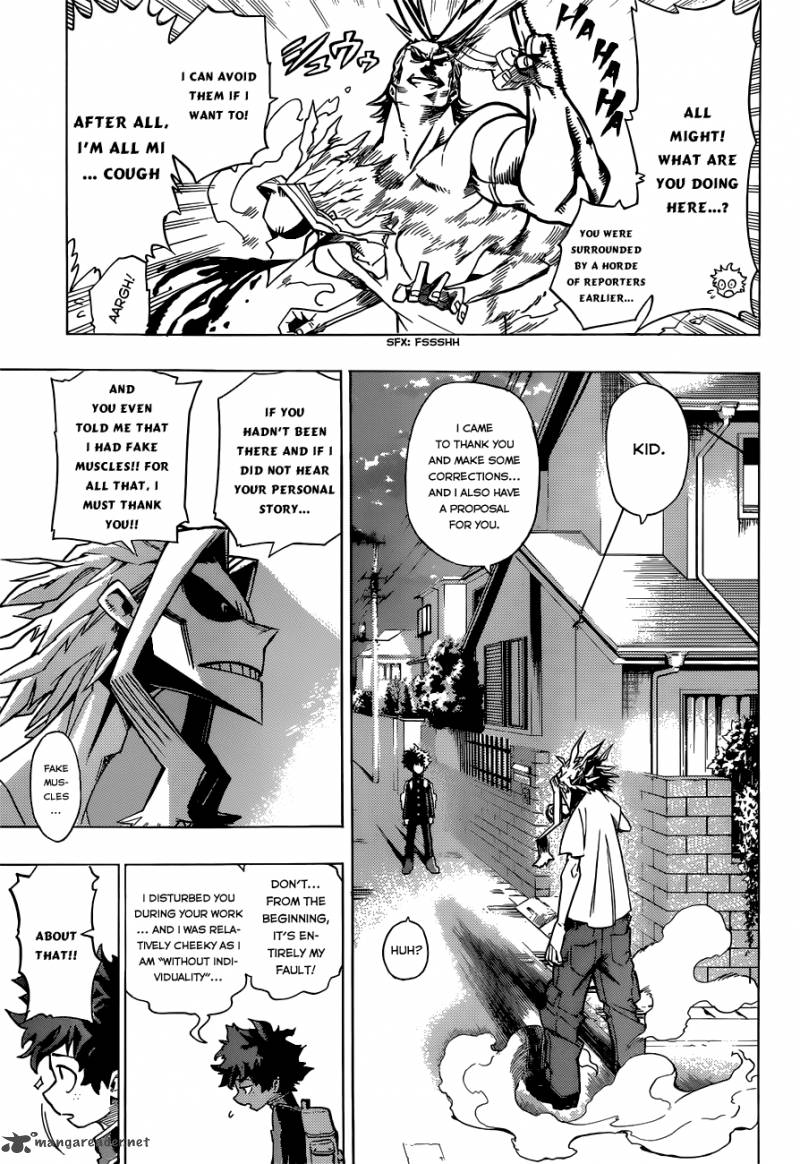 ALL
MIGHT!
WHAT ARE
YOU DOING
HERE...?
YOU WERE
SURROUNDED
BY A HORDE
OF REPORTERS
EARLIER...
HAHAHA
シュウゥ
I CAN AVOID
THEM IF I
WANT TO!
AFTER ALL,
I'M ALL MI
... COUGH
AARGH!
SFX: FSSSHH
KID.
I CAME
TO THANK YOU
AND MAKE SOME
CORRECTIONS...
AND I ALSO HAVE
A PROPOSAL
FOR YOU.
HUH?
IF YOU
HADN'T BEEN
THERE AND IF I
DID NOT HEAR
YOUR PERSONAL
STORY...
AND
YOU EVEN
TOLD ME THAT
I HAD FAKE
MUSCLES!! FOR
ALL THAT, I
MUST THANK
YOU!!
FAKE
MUS-
CLES
...
DON'T...
FROM THE
BEGINNING,
IT'S EN-
TIRELY MY
FAULT!
I DISTURBED YOU
DURING YOUR WORK
... AND I WAS RELA-
TIVELY CHEEKY AS I
AM "WITHOUT INDI-
VIDUALITY"...
ABOUT
THAT!!
mangareader.net